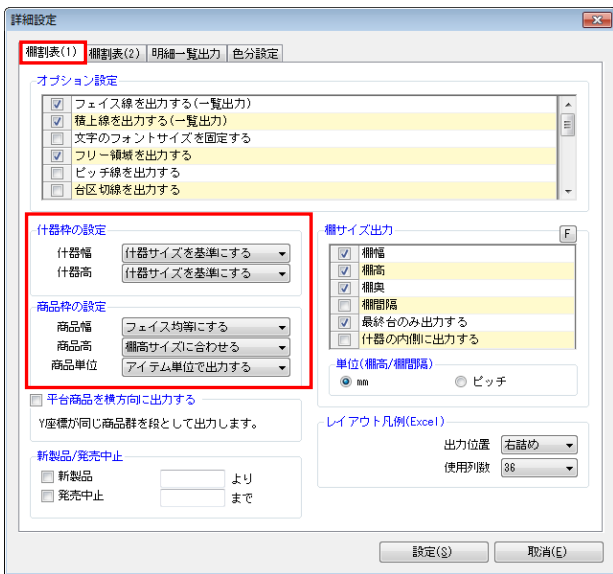 詳細設定
棚割表(1) 棚割表(2) 明細一覧出力 色分設定
オプション設定
フェイス線を出力する(一覧出力)
積上線を出力する(一覧出力)
文字のフォントサイズを固定する
フリー領域を出力する
ピッチ線を出力する
台区切線を出力する
什器枠の設定
什器幅 什器サイズを基準にする
什器高 什器サイズを基準にする
商品枠の設定
商品幅 フェイス均等にする
商品高 棚高サイズに合わせる
商品単位 アイテム単位で出力する
平台商品を横方向に出力する
Y座標が同じ商品群を段として出力します。
新製品/発売中止
新製品 より
発売中止 まで
棚サイズ出力 F
棚幅
棚高
棚奥
棚間隔
最終台のみ出力する
什器の内側に出力する
単位(棚高/棚間隔)
mm ピッチ
レイアウト凡例(Excel)
出力位置 右詰め
使用列数 36
設定(S) 取消(E)